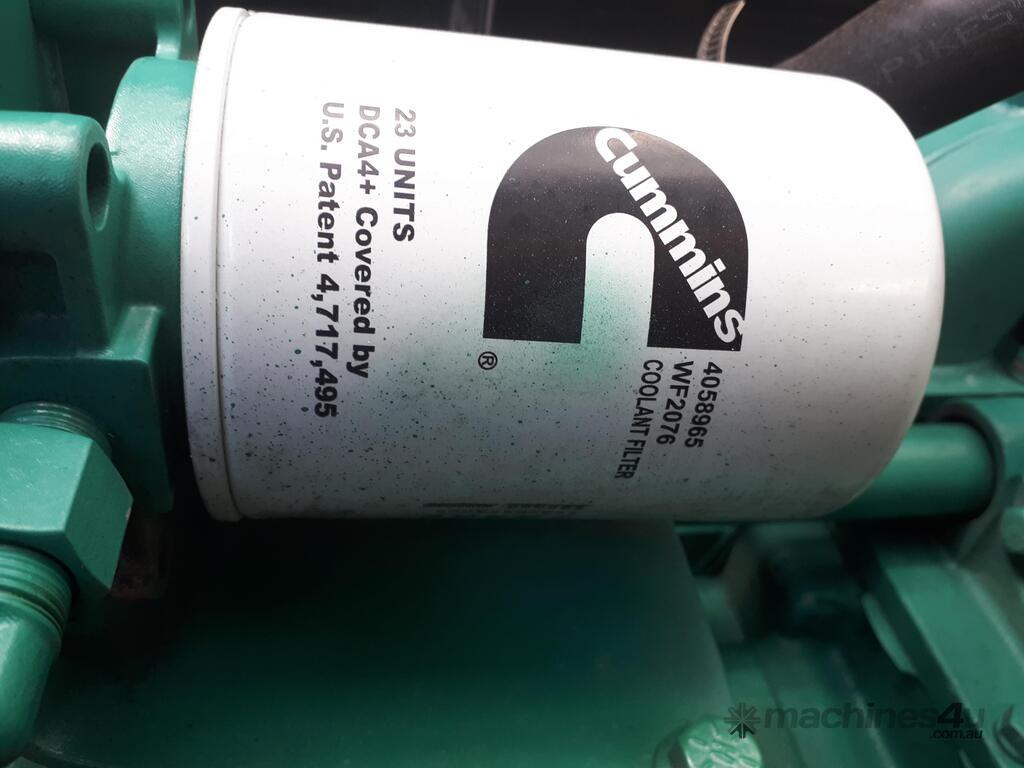 23 UNITS
DCA4+ Covered by
U.S. Patent 4,717,495
Cummins
®
4058965
WF2076
COOLANT FILTER
PIKES
machines4u
.com.au